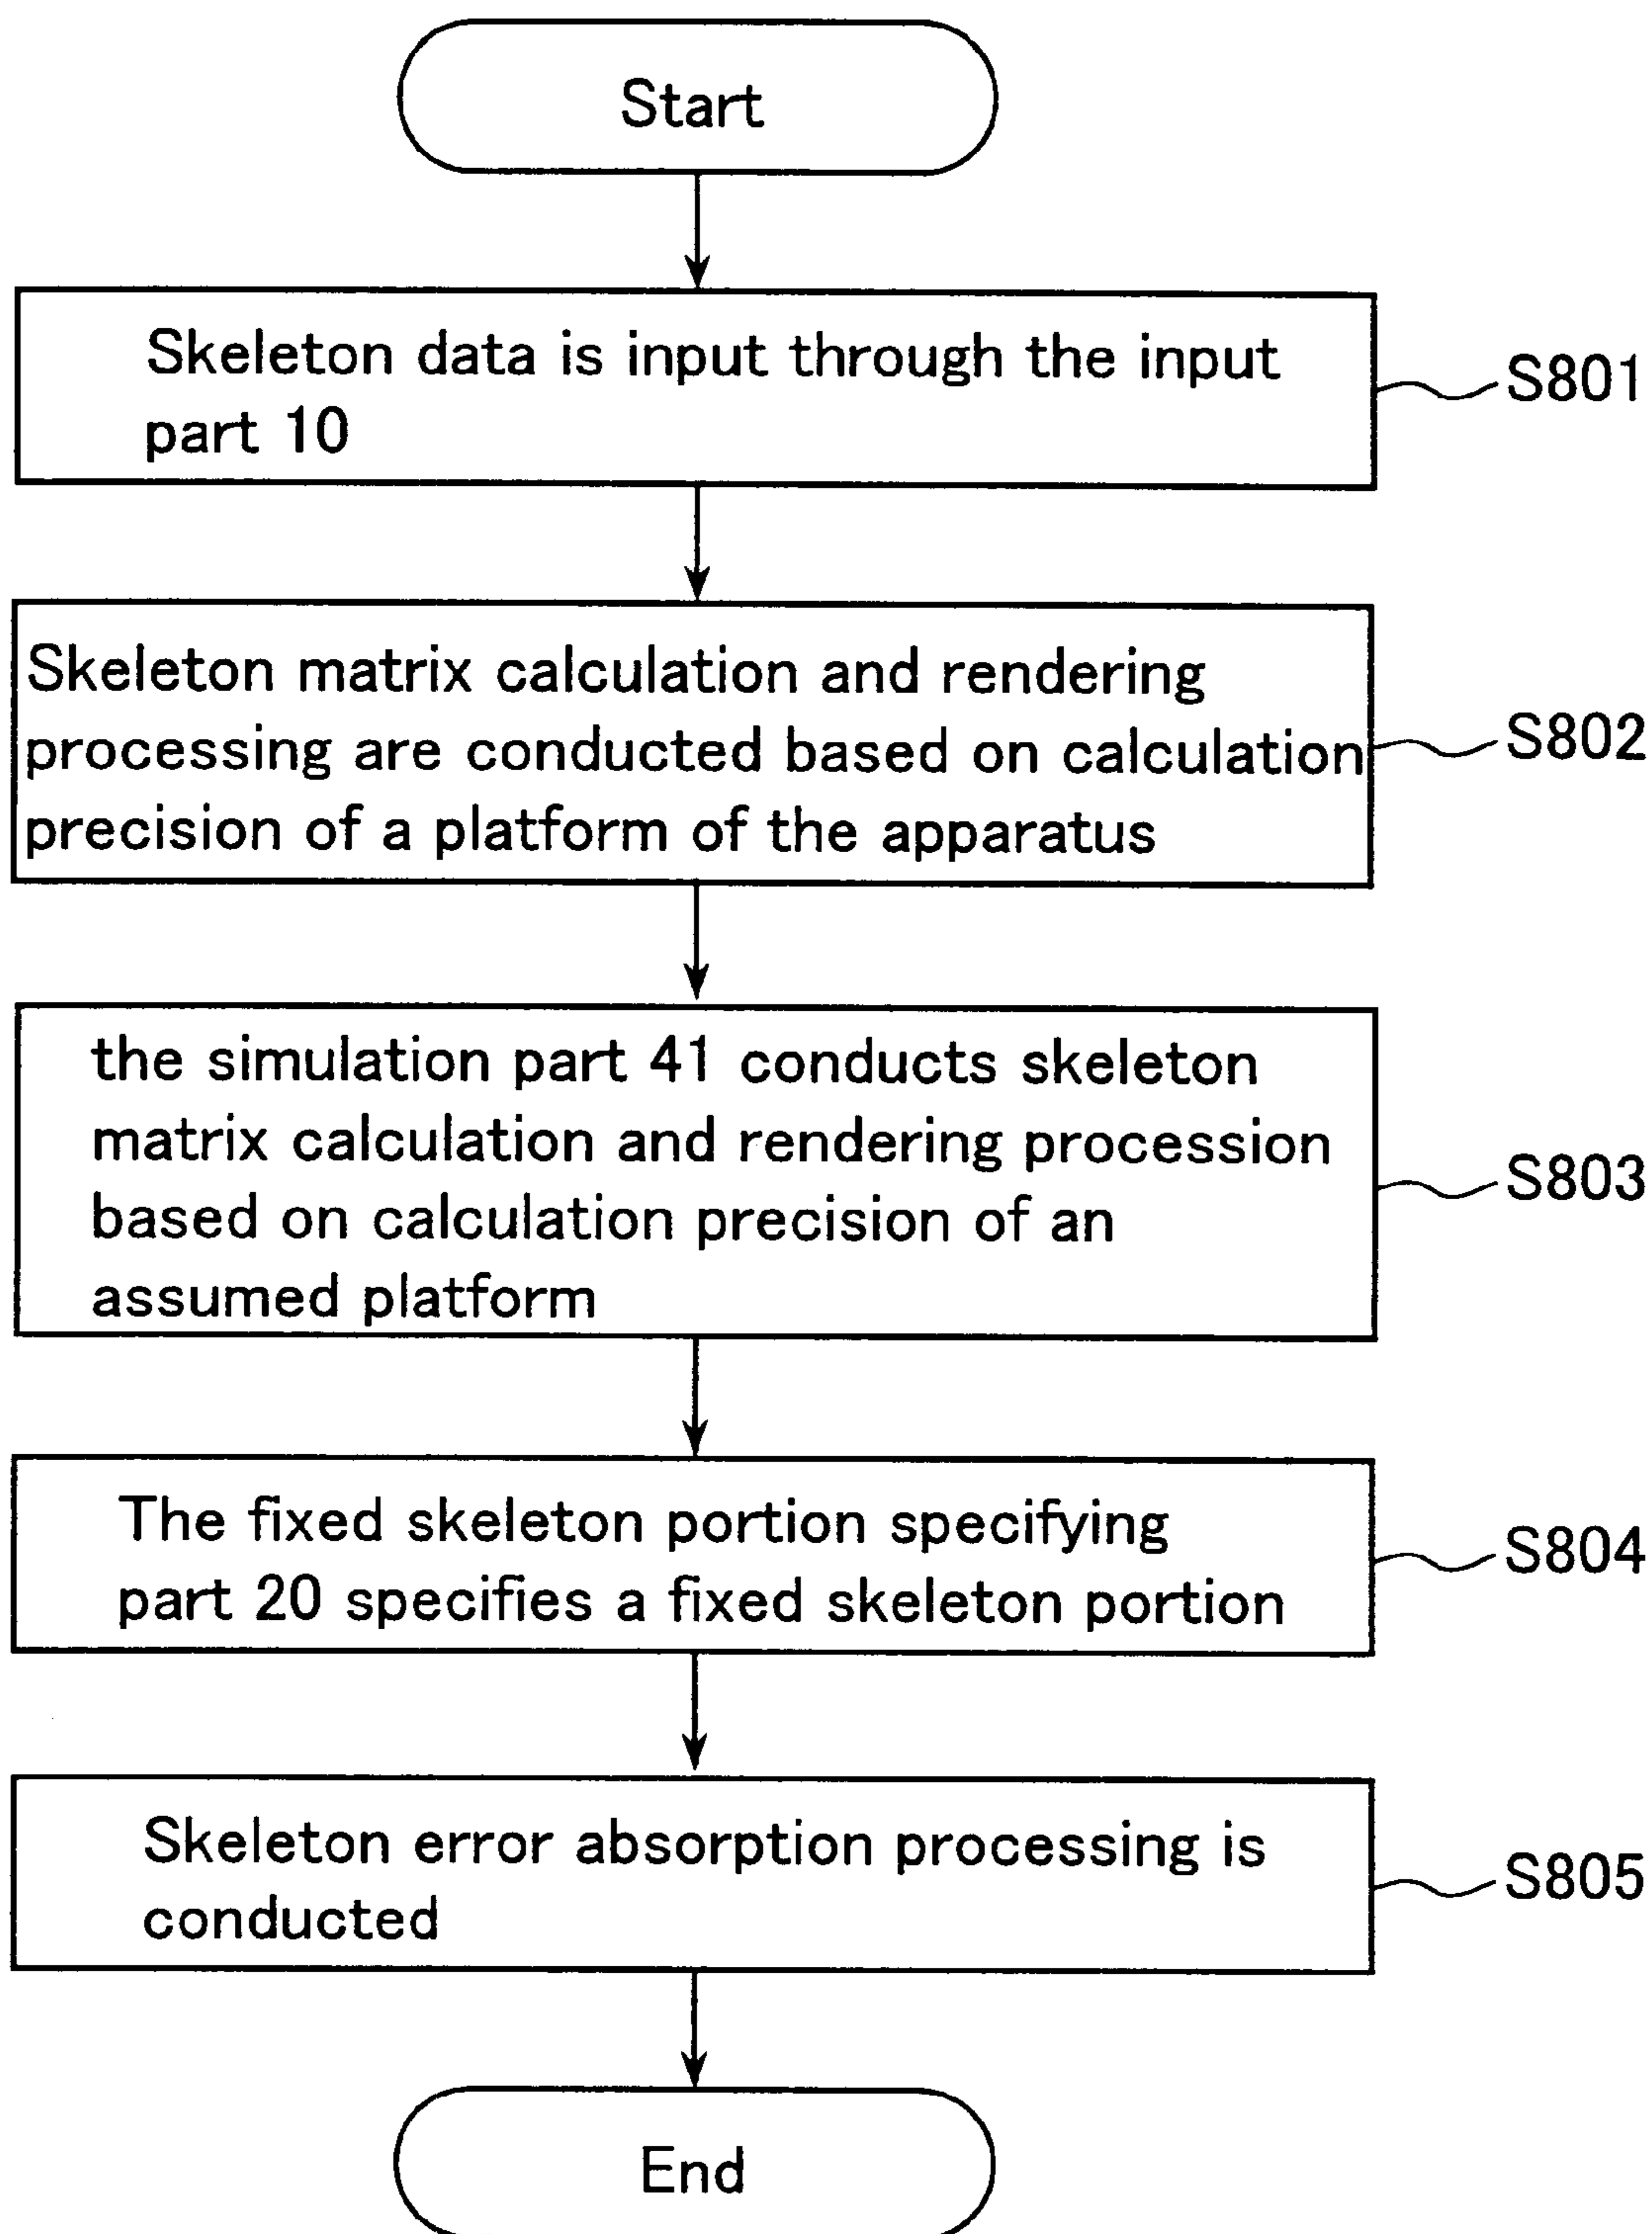 Start
Skeleton data is input through the input
part 10
S801
Skeleton matrix calculation and rendering
processing are conducted based on calculation
precision of a platform of the apparatus
S802
the simulation part 41 conducts skeleton
matrix calculation and rendering procession
based on calculation precision of an
assumed platform
S803
The fixed skeleton portion specifying
part 20 specifies a fixed skeleton portion
S804
Skeleton error absorption processing is
conducted
S805
End